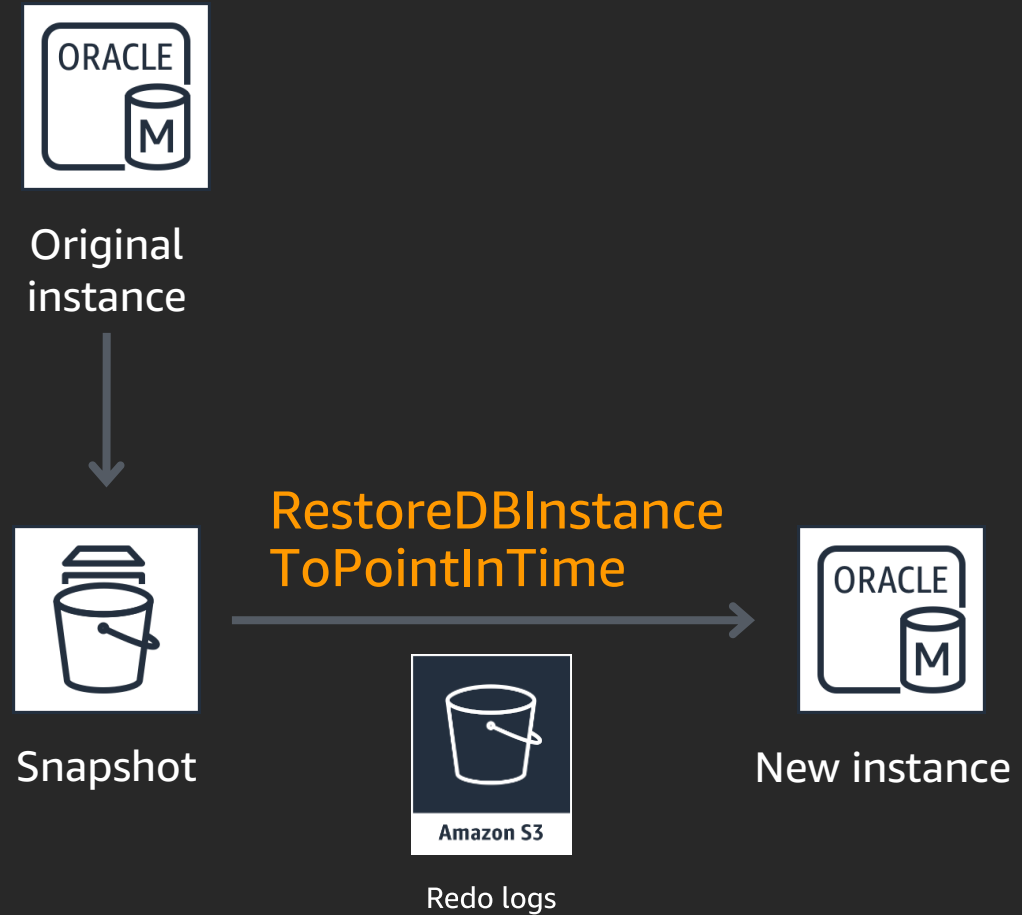 ORACLE
M
Original
instance
RestoreDBInstance
ToPointInTime
ORACLE
M
Snapshot
New instance
Amazon S3
Redo logs